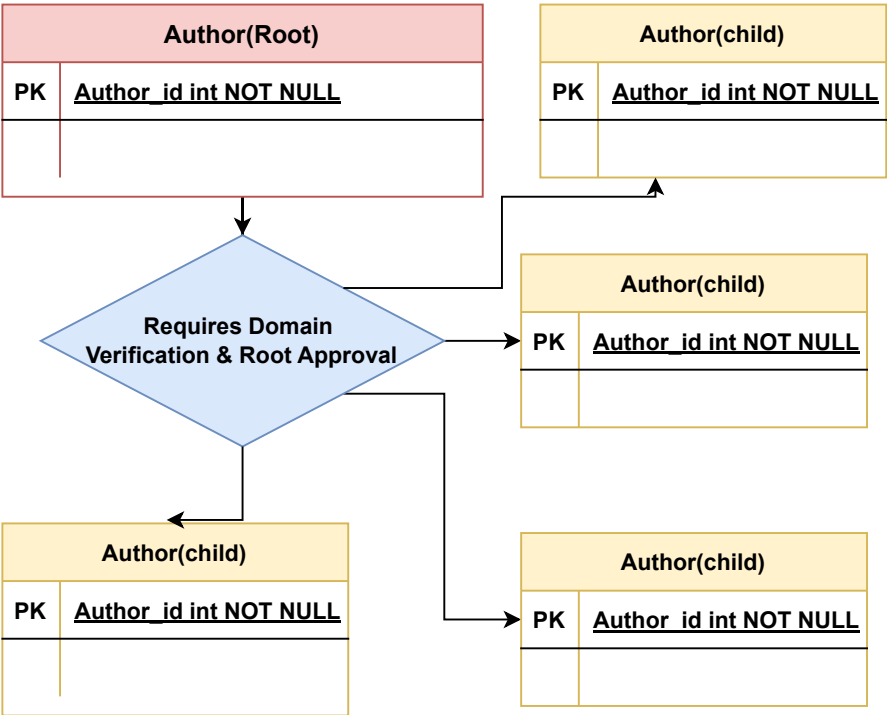 Author(Root)
PK Author_id int NOT NULL
Author(child)
PK Author_id int NOT NULL
Requires Domain
Verification & Root Approval
Author(child)
PK Author_id int NOT NULL
Author(child)
PK Author_id int NOT NULL
Author(child)
PK Author_id int NOT NULL